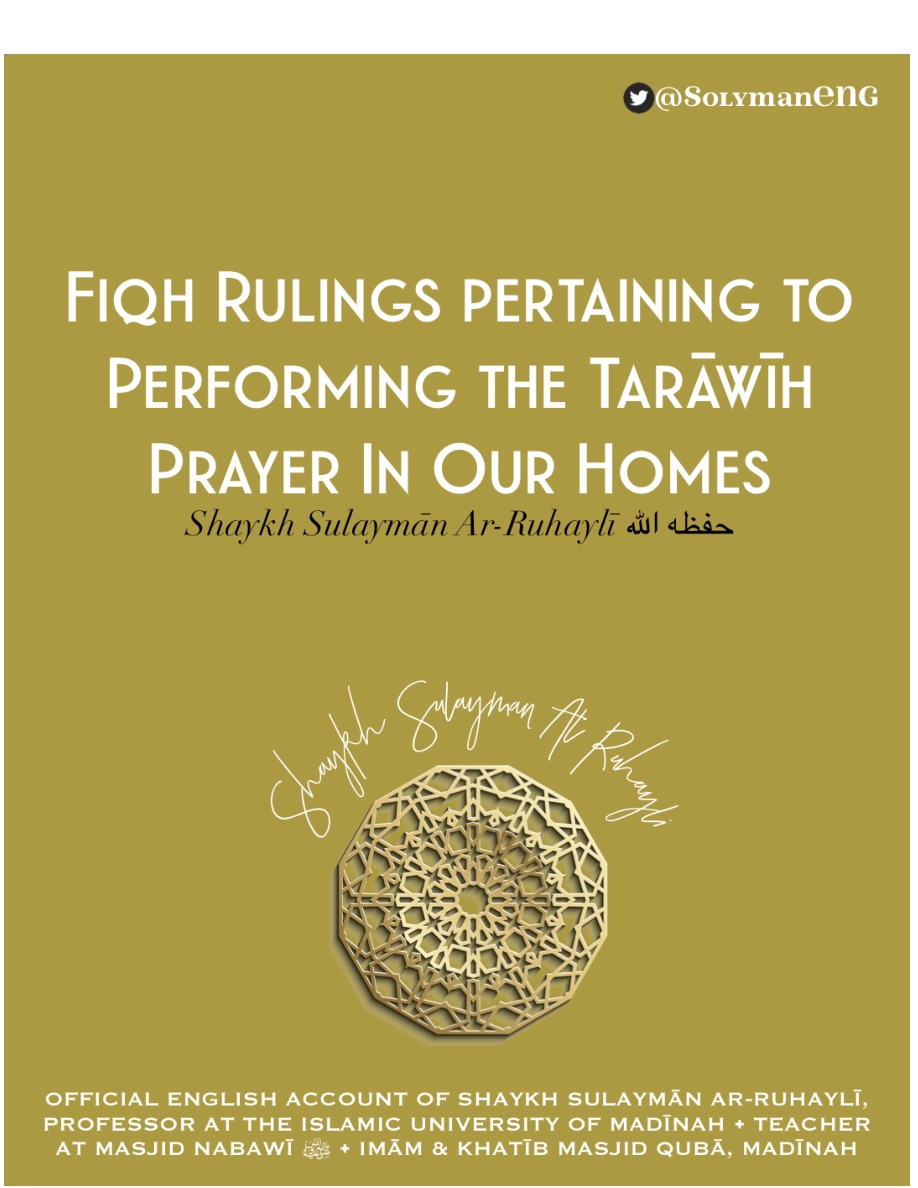 @SolymanENG
Fiqh Rulings pertaining to
Performing the Tarāwīh
Prayer In Our Homes
Shaykh Sulaymān Ar-Ruhaylī حفظه الله
Shaykh Sulayman Al Ruhayli
OFFICIAL ENGLISH ACCOUNT OF SHAYKH SULAYMĀN AR-RUHAYLĪ,
PROFESSOR AT THE ISLAMIC UNIVERSITY OF MADĪNAH + TEACHER
AT MASJID NABAWĪ ﷺ + IMĀM & KHATĪB MASJID QUBĀ, MADĪNAH